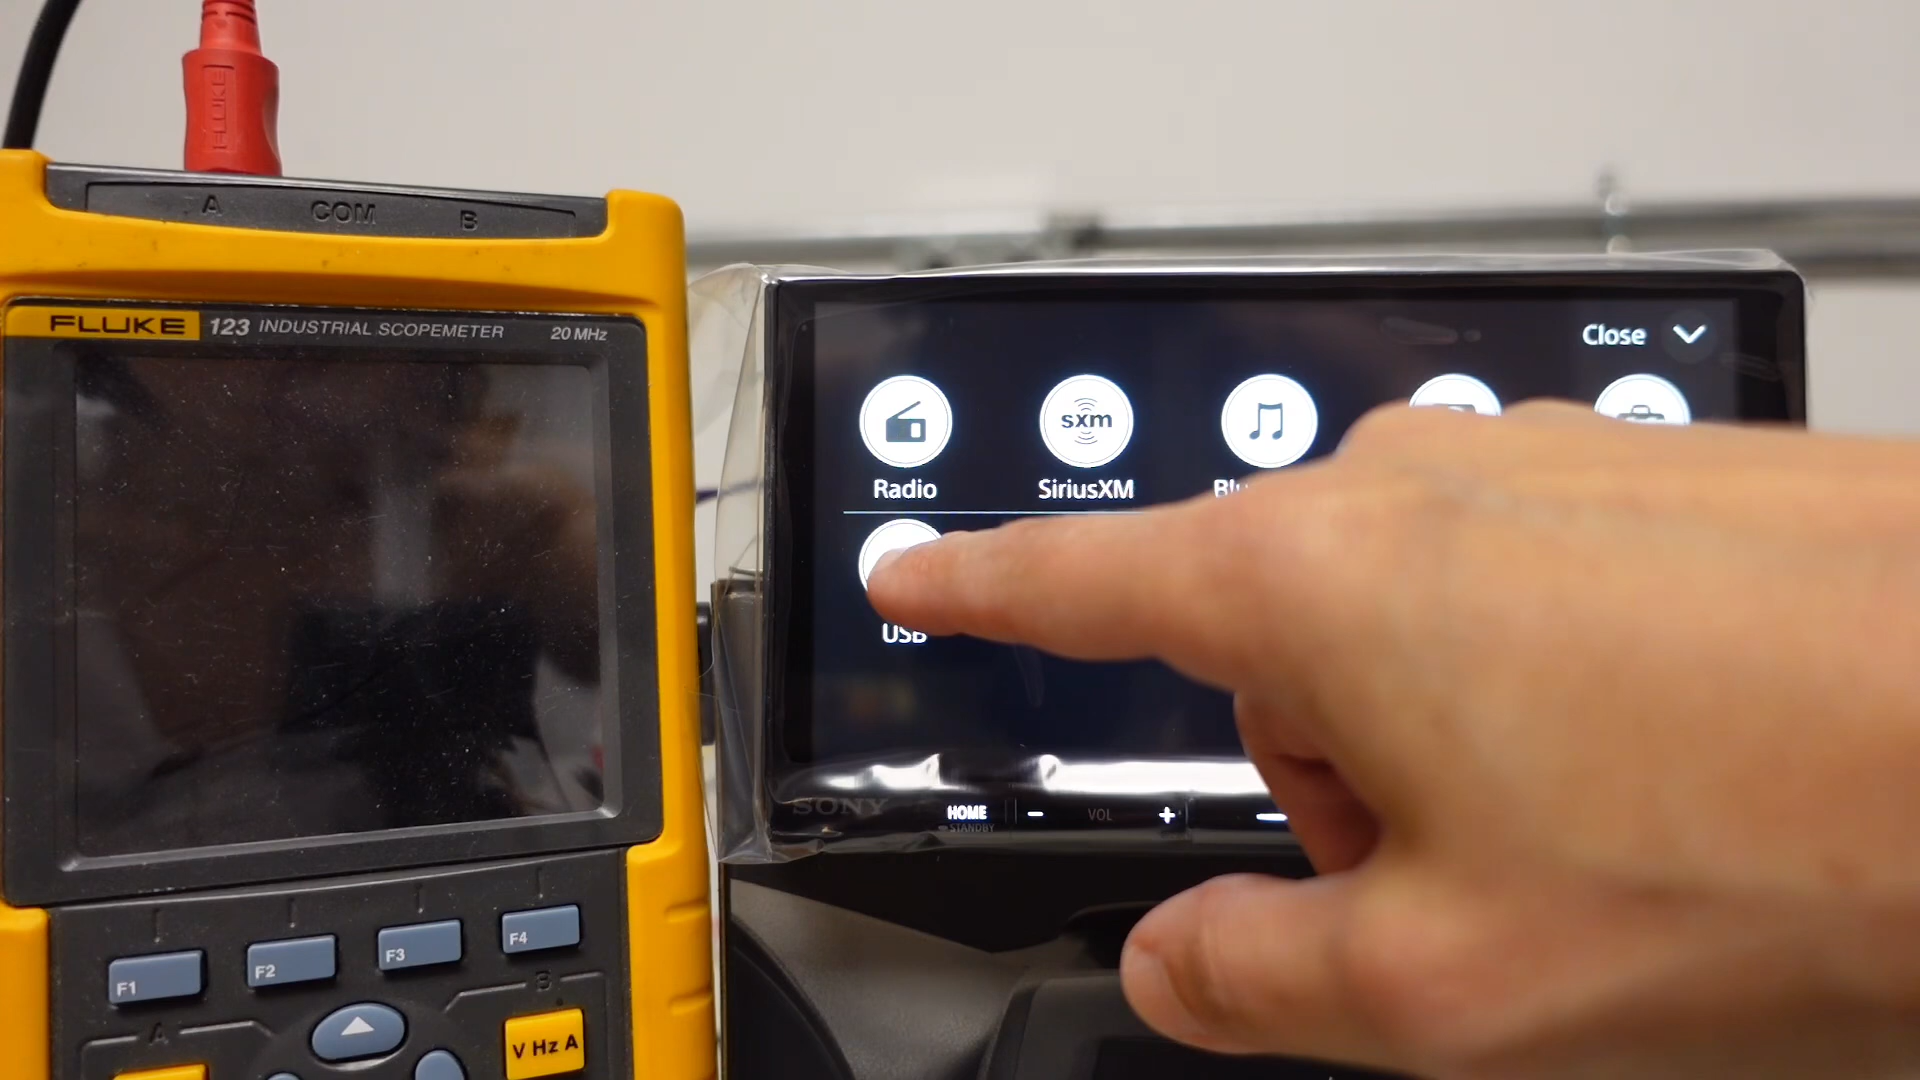 FLUKE
A COM B
FLUKE 123 INDUSTRIAL SCOPEMETER 20 MHz
Close
sxm
Radio SiriusXM
USB
SONY HOME VOL
STANDBY
F1 F2 F3 F4
A B
V Hz A